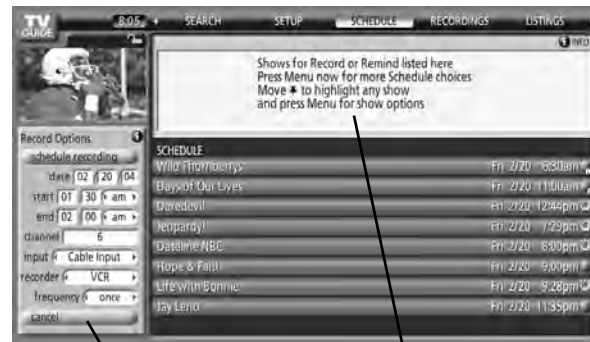 TV GUIDE
8:05
SEARCH SETUP SCHEDULE RECORDINGS LISTINGS
INFO
Shows for Record or Remind listed here
Press Menu now for more Schedule choices
Move to highlight any show
and press Menu for show options
Record Options
schedule recording
date 02 20 04
start 01 30 am
end 02 00 am
channel 6
input Cable Input
recorder VCR
frequency once
cancel
SCHEDULE
Wild Thornberrys Fri 2/20 6:30am
Days of Our Lives Fri 2/20 11:00am
Daredevil Fri 2/20 12:44pm
Jeopardy! Fri 2/20 7:29pm
Dateline NBC Fri 2/20 8:00pm
Hope & Faith Fri 2/20 9:00pm
Life with Bonnie Fri 2/20 9:28pm
Jay Leno Fri 2/20 11:35pm